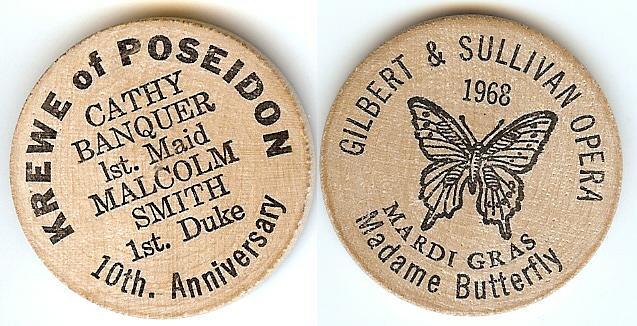 KREWE of POSEIDON
CATHY
BANQUER
1st. Maid
MALCOLM
SMITH
1st. Duke
10th. Anniversary
GILBERT & SULLIVAN OPERA
1968
MARDI GRAS
Madame Butterfly